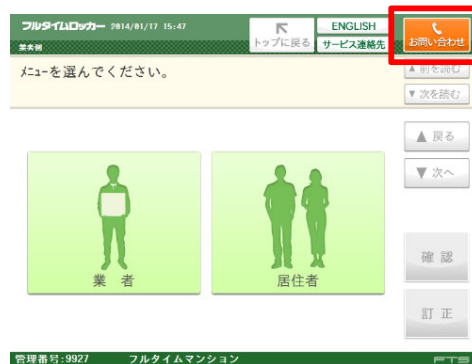 フルタイムロッカー 2014/01/17 15:47
トップに戻る
ENGLISH
サービス連絡先
お問い合わせ
メニューを選んでください。
▲ 前を読む
▼ 次を読む
▲ 戻る
▼ 次へ
業 者
居住者
確 認
訂 正
管理番号:9927 フルタイムマンション
FTS